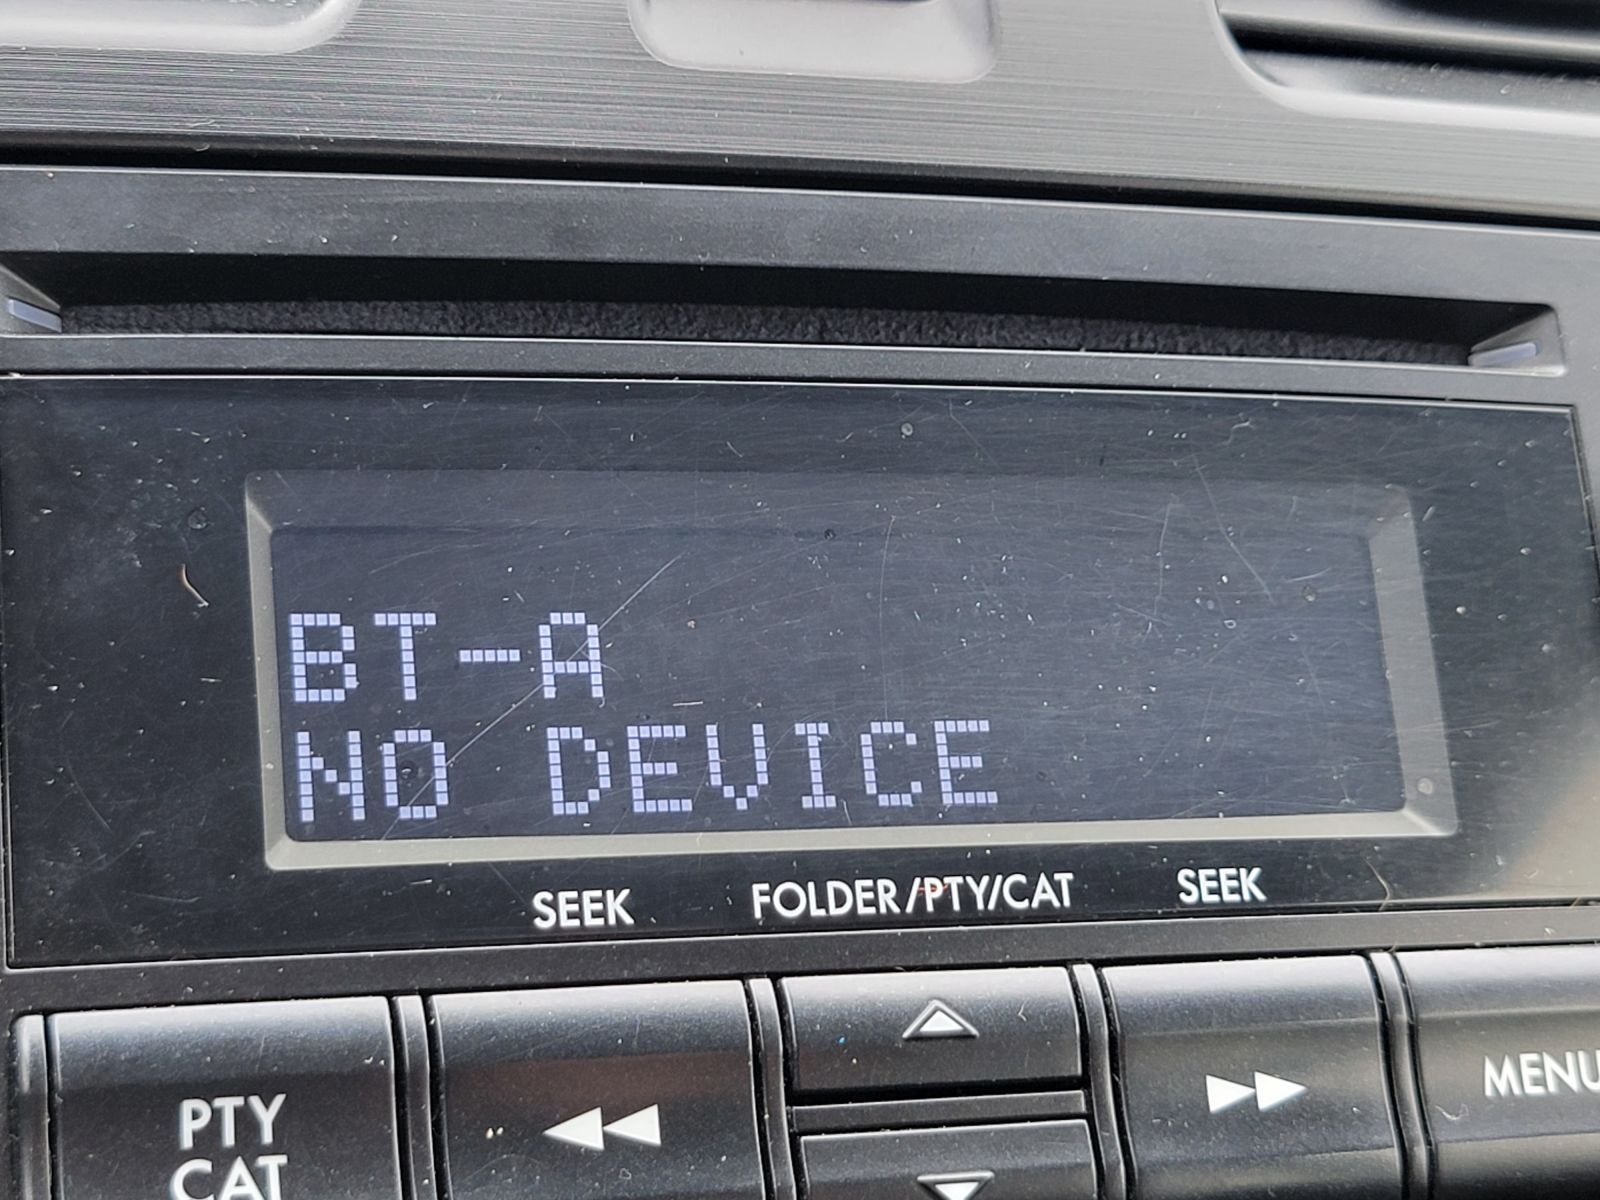 BT-A
NO DEVICE
SEEK FOLDER/PTY/CAT SEEK
PTY
CAT
MENU